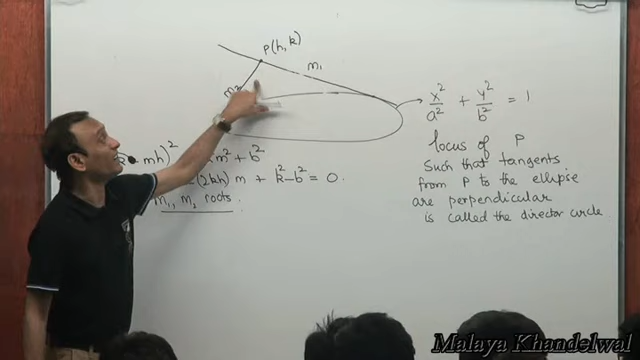 P(h, k)
m₁
m₂
x²/a² + y²/b² = 1
locus of P
Such that tangents
from P to the ellipse
are perpendicular
is called the director circle
mh)² m² + b²
(2kh) m + k² - b² = 0.
m₁, m₂ roots.
Malaya Khandelwal